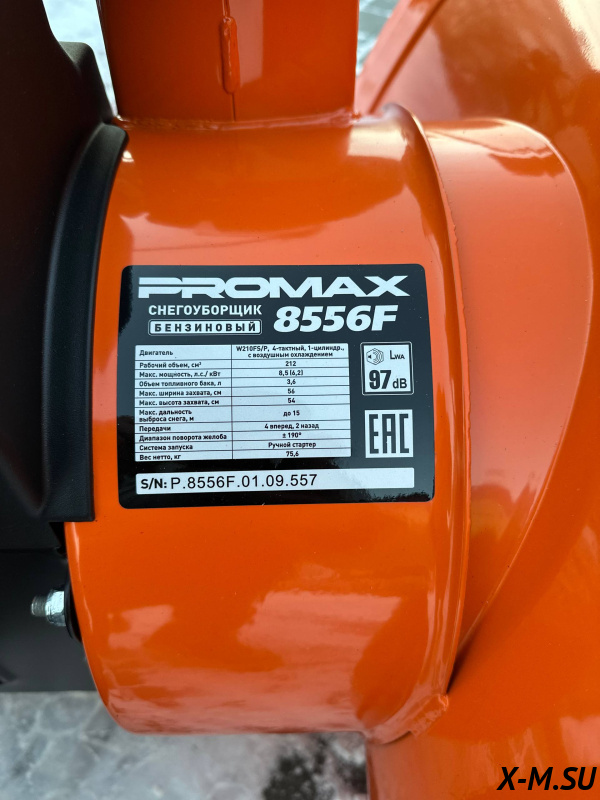 PROMAX
СНЕГОУБОРЩИК
БЕНЗИНОВЫЙ 8556F
Двигатель W210FS/P, 4-тактный, 1-цилиндр.,
с воздушным охлаждением
Рабочий объем, см³ 212
Макс. мощность, л.с./ кВт 8,5 (6,2)
Объем топливного бака, л 3,6
Макс. ширина захвата, см 56
Макс. высота захвата, см 54
Макс. дальность
выброса снега, м до 15
Передачи 4 вперед, 2 назад
Диапазон поворота желоба ± 190°
Система запуска Ручной стартер
Вес нетто, кг 75,6
LWA
97 dB
EAC
S/N: P.8556F.01.09.557
X-M.SU